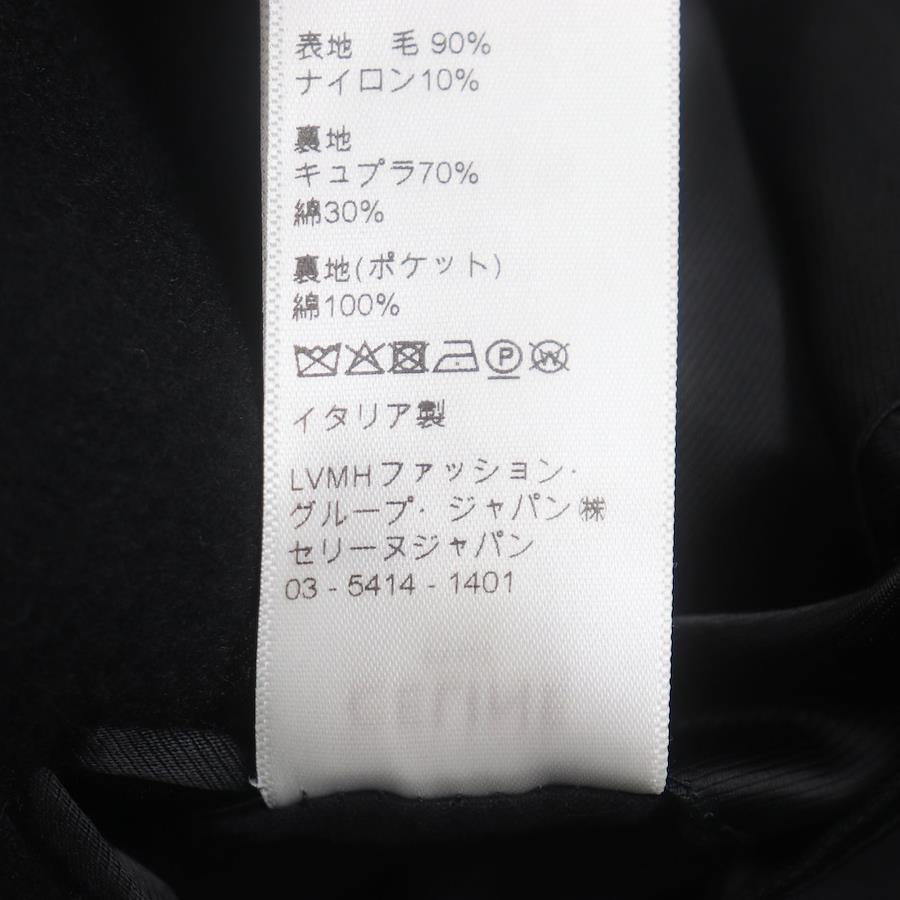 表地　毛 90%
ナイロン10%
裏地
キュプラ70%
綿30%
裏地(ポケット)
綿100%
P W
イタリア製
LVMHファッション・
グループ・ジャパン㈱
セリーヌジャパン
03 - 5414 - 1401